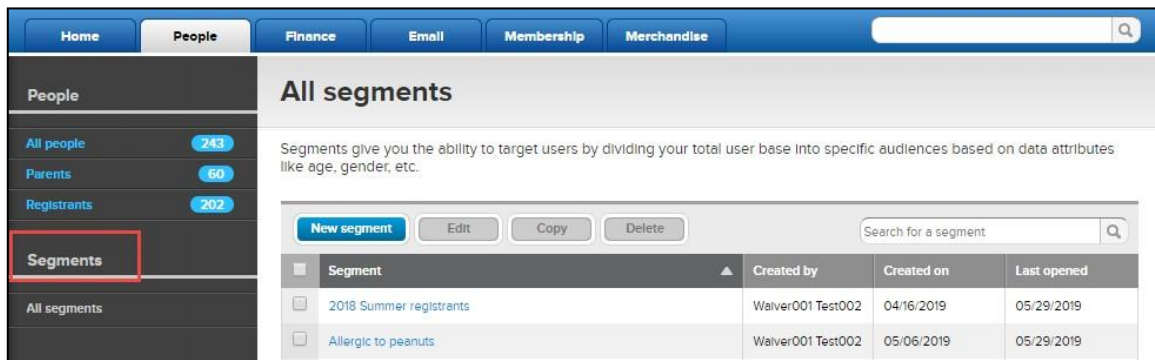 Home People Finance Email Membership Merchandise
People
All people 243
Parents 60
Registrants 202
Segments
All segments
All segments
Segments give you the ability to target users by dividing your total user base into specific audiences based on data attributes
like age, gender, etc.
New segment Edit Copy Delete Search for a segment
Segment Created by Created on Last opened
2018 Summer registrants Waiver001 Test002 04/16/2019 05/29/2019
Allergic to peanuts Waiver001 Test002 05/06/2019 05/29/2019